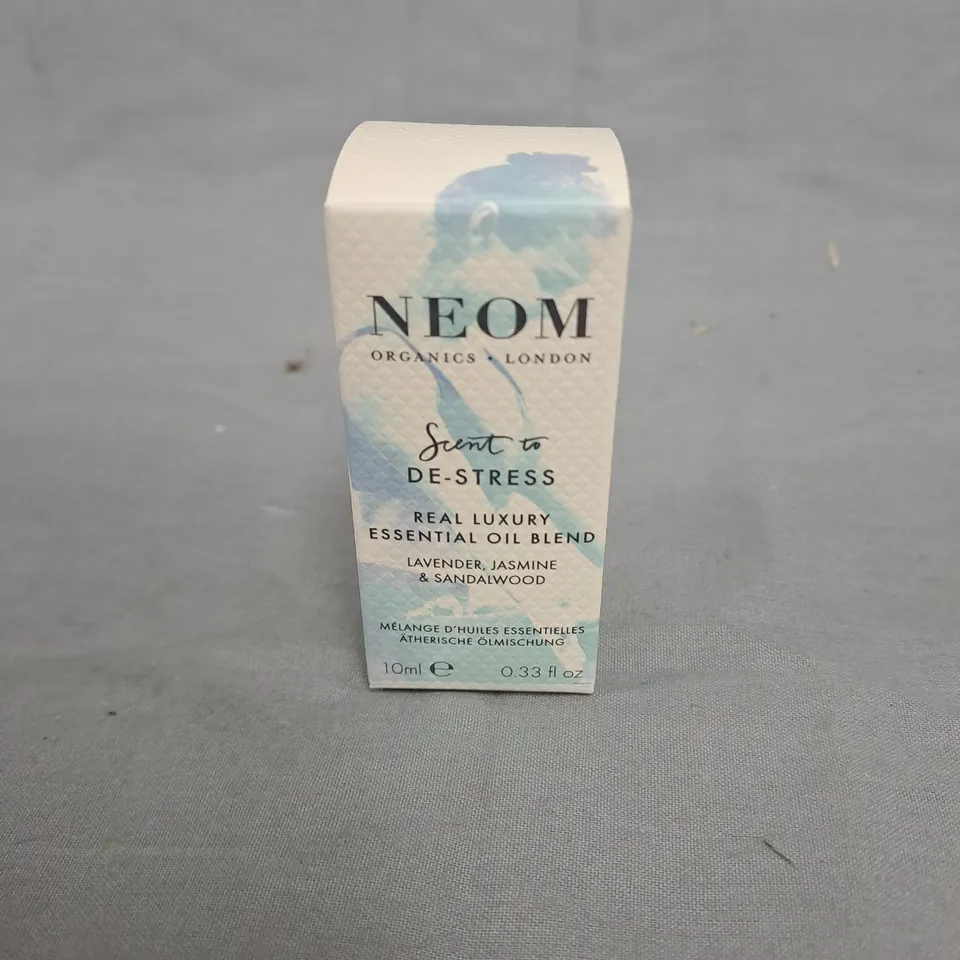 NEOM
ORGANICS • LONDON
Scent to
DE-STRESS
REAL LUXURY
ESSENTIAL OIL BLEND
LAVENDER, JASMINE
& SANDALWOOD
MÉLANGE D'HUILES ESSENTIELLES
ÄTHERISCHE ÖLMISCHUNG
10ml ℮ 0.33 fl oz